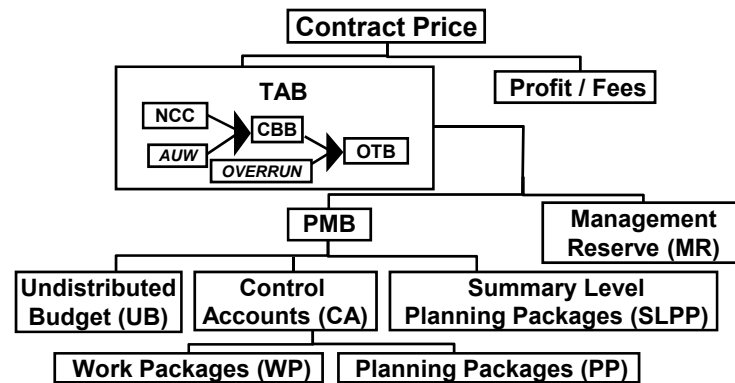 Contract Price
Profit / Fees
TAB
NCC
CBB
AUW
OTB
OVERRUN
PMB
Management
Reserve (MR)
Undistributed
Budget (UB)
Control
Accounts (CA)
Summary Level
Planning Packages (SLPP)
Work Packages (WP)
Planning Packages (PP)